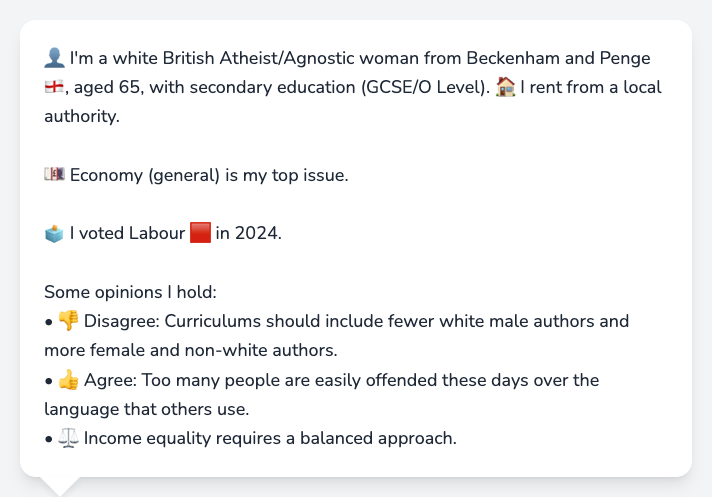 👤 I'm a white British Atheist/Agnostic woman from Beckenham and Penge
🏴󠁧󠁢󠁥󠁮󠁧󠁿, aged 65, with secondary education (GCSE/O Level). 🏠 I rent from a local
authority.
💷 Economy (general) is my top issue.
🗳️ I voted Labour 🟥 in 2024.
Some opinions I hold:
• 👎 Disagree: Curriculums should include fewer white male authors and
more female and non-white authors.
• 👍 Agree: Too many people are easily offended these days over the
language that others use.
• ⚖️ Income equality requires a balanced approach.